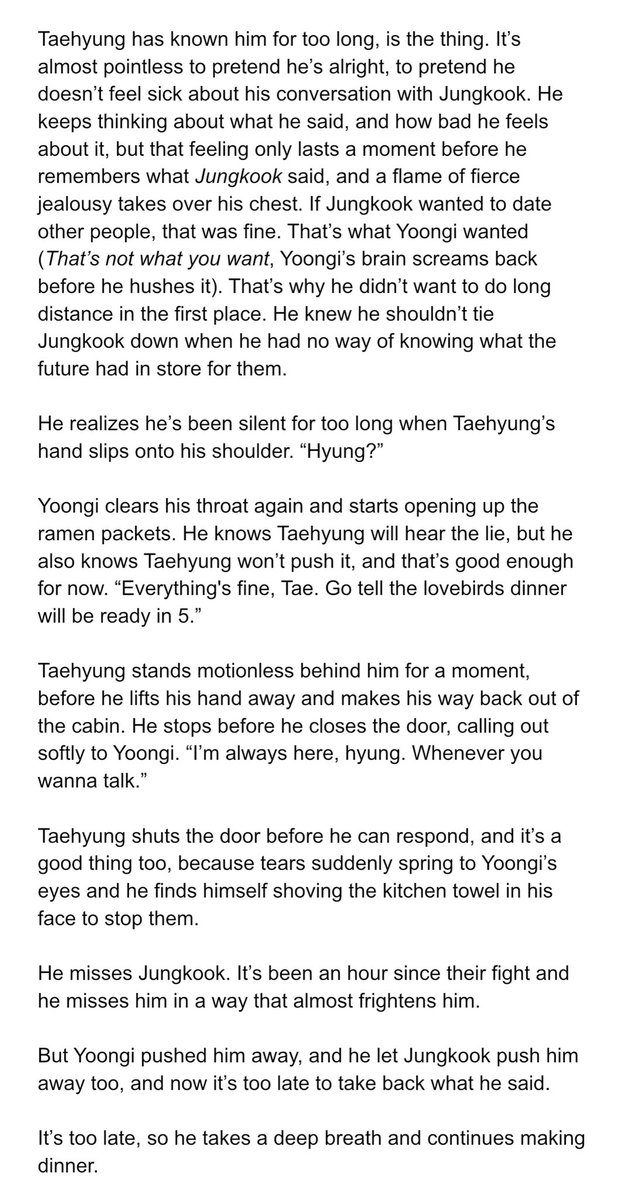 Taehyung has known him for too long, is the thing. It’s
almost pointless to pretend he’s alright, to pretend he
doesn’t feel sick about his conversation with Jungkook. He
keeps thinking about what he said, and how bad he feels
about it, but that feeling only lasts a moment before he
remembers what Jungkook said, and a flame of fierce
jealousy takes over his chest. If Jungkook wanted to date
other people, that was fine. That’s what Yoongi wanted
(That’s not what you want, Yoongi’s brain screams back
before he hushes it). That’s why he didn’t want to do long
distance in the first place. He knew he shouldn’t tie
Jungkook down when he had no way of knowing what the
future had in store for them.
He realizes he’s been silent for too long when Taehyung’s
hand slips onto his shoulder. “Hyung?”
Yoongi clears his throat again and starts opening up the
ramen packets. He knows Taehyung will hear the lie, but he
also knows Taehyung won’t push it, and that’s good enough
for now. “Everything's fine, Tae. Go tell the lovebirds dinner
will be ready in 5.”
Taehyung stands motionless behind him for a moment,
before he lifts his hand away and makes his way back out of
the cabin. He stops before he closes the door, calling out
softly to Yoongi. “I’m always here, hyung. Whenever you
wanna talk.”
Taehyung shuts the door before he can respond, and it’s a
good thing too, because tears suddenly spring to Yoongi’s
eyes and he finds himself shoving the kitchen towel in his
face to stop them.
He misses Jungkook. It’s been an hour since their fight and
he misses him in a way that almost frightens him.
But Yoongi pushed him away, and he let Jungkook push him
away too, and now it’s too late to take back what he said.
It’s too late, so he takes a deep breath and continues making
dinner.